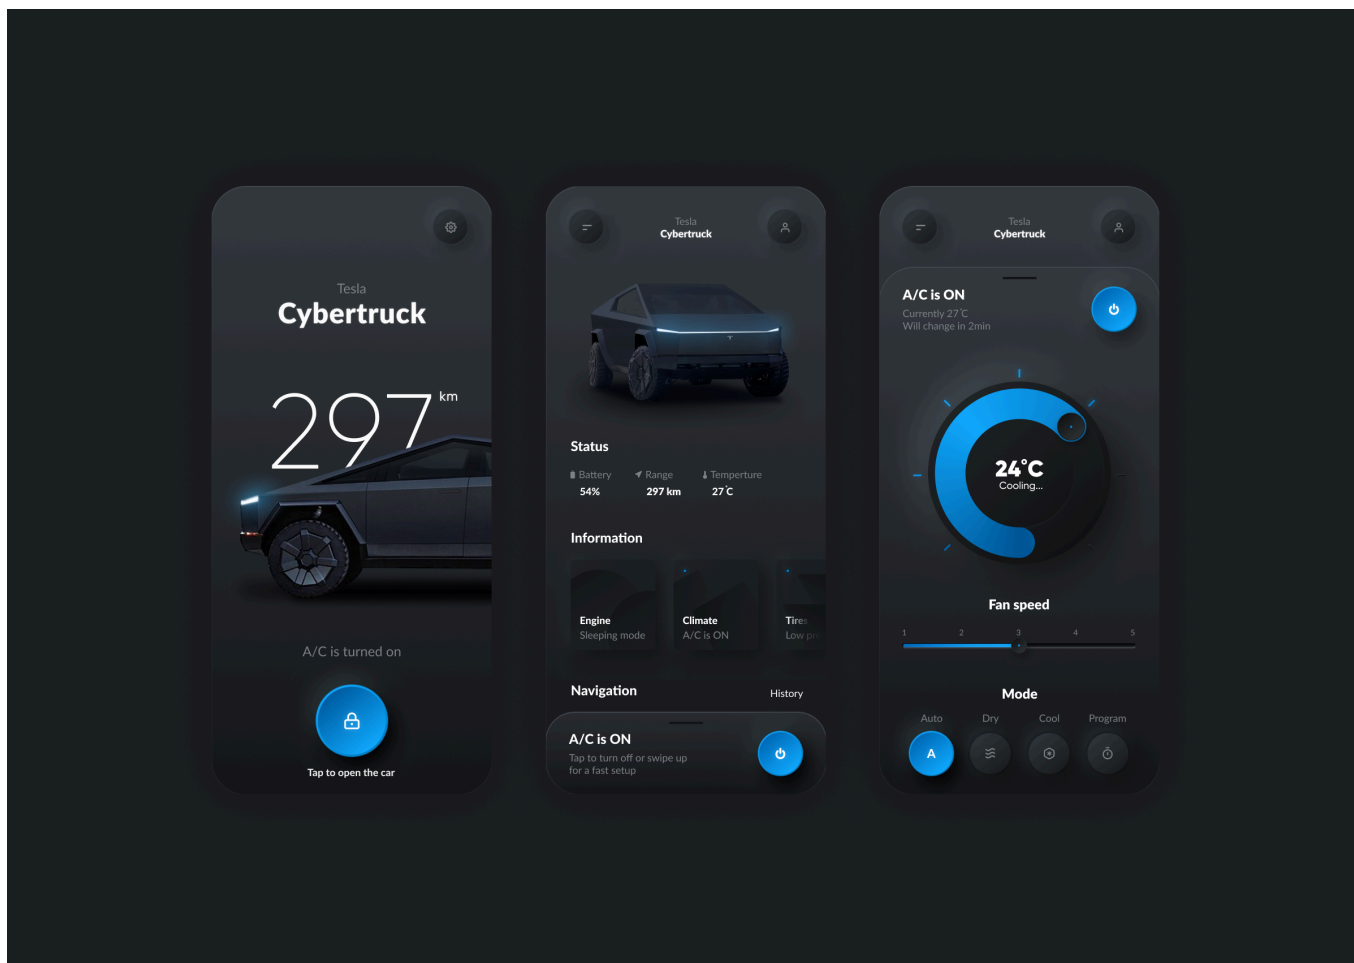 Tesla
Cybertruck
297 km
A/C is turned on
Tap to open the car
Tesla
Cybertruck
Status
Battery Range Temperture
54% 297 km 27°C
Information
Engine Climate Tires
Sleeping mode A/C is ON Low
Navigation History
A/C is ON
Tap to turn off or swipe up
for a fast setup
Tesla
Cybertruck
A/C is ON
Currently 27°C
Will change in 2min
24°C
Cooling...
Fan speed
1 2 3 4 5
Mode
Auto Dry Cool Program
A